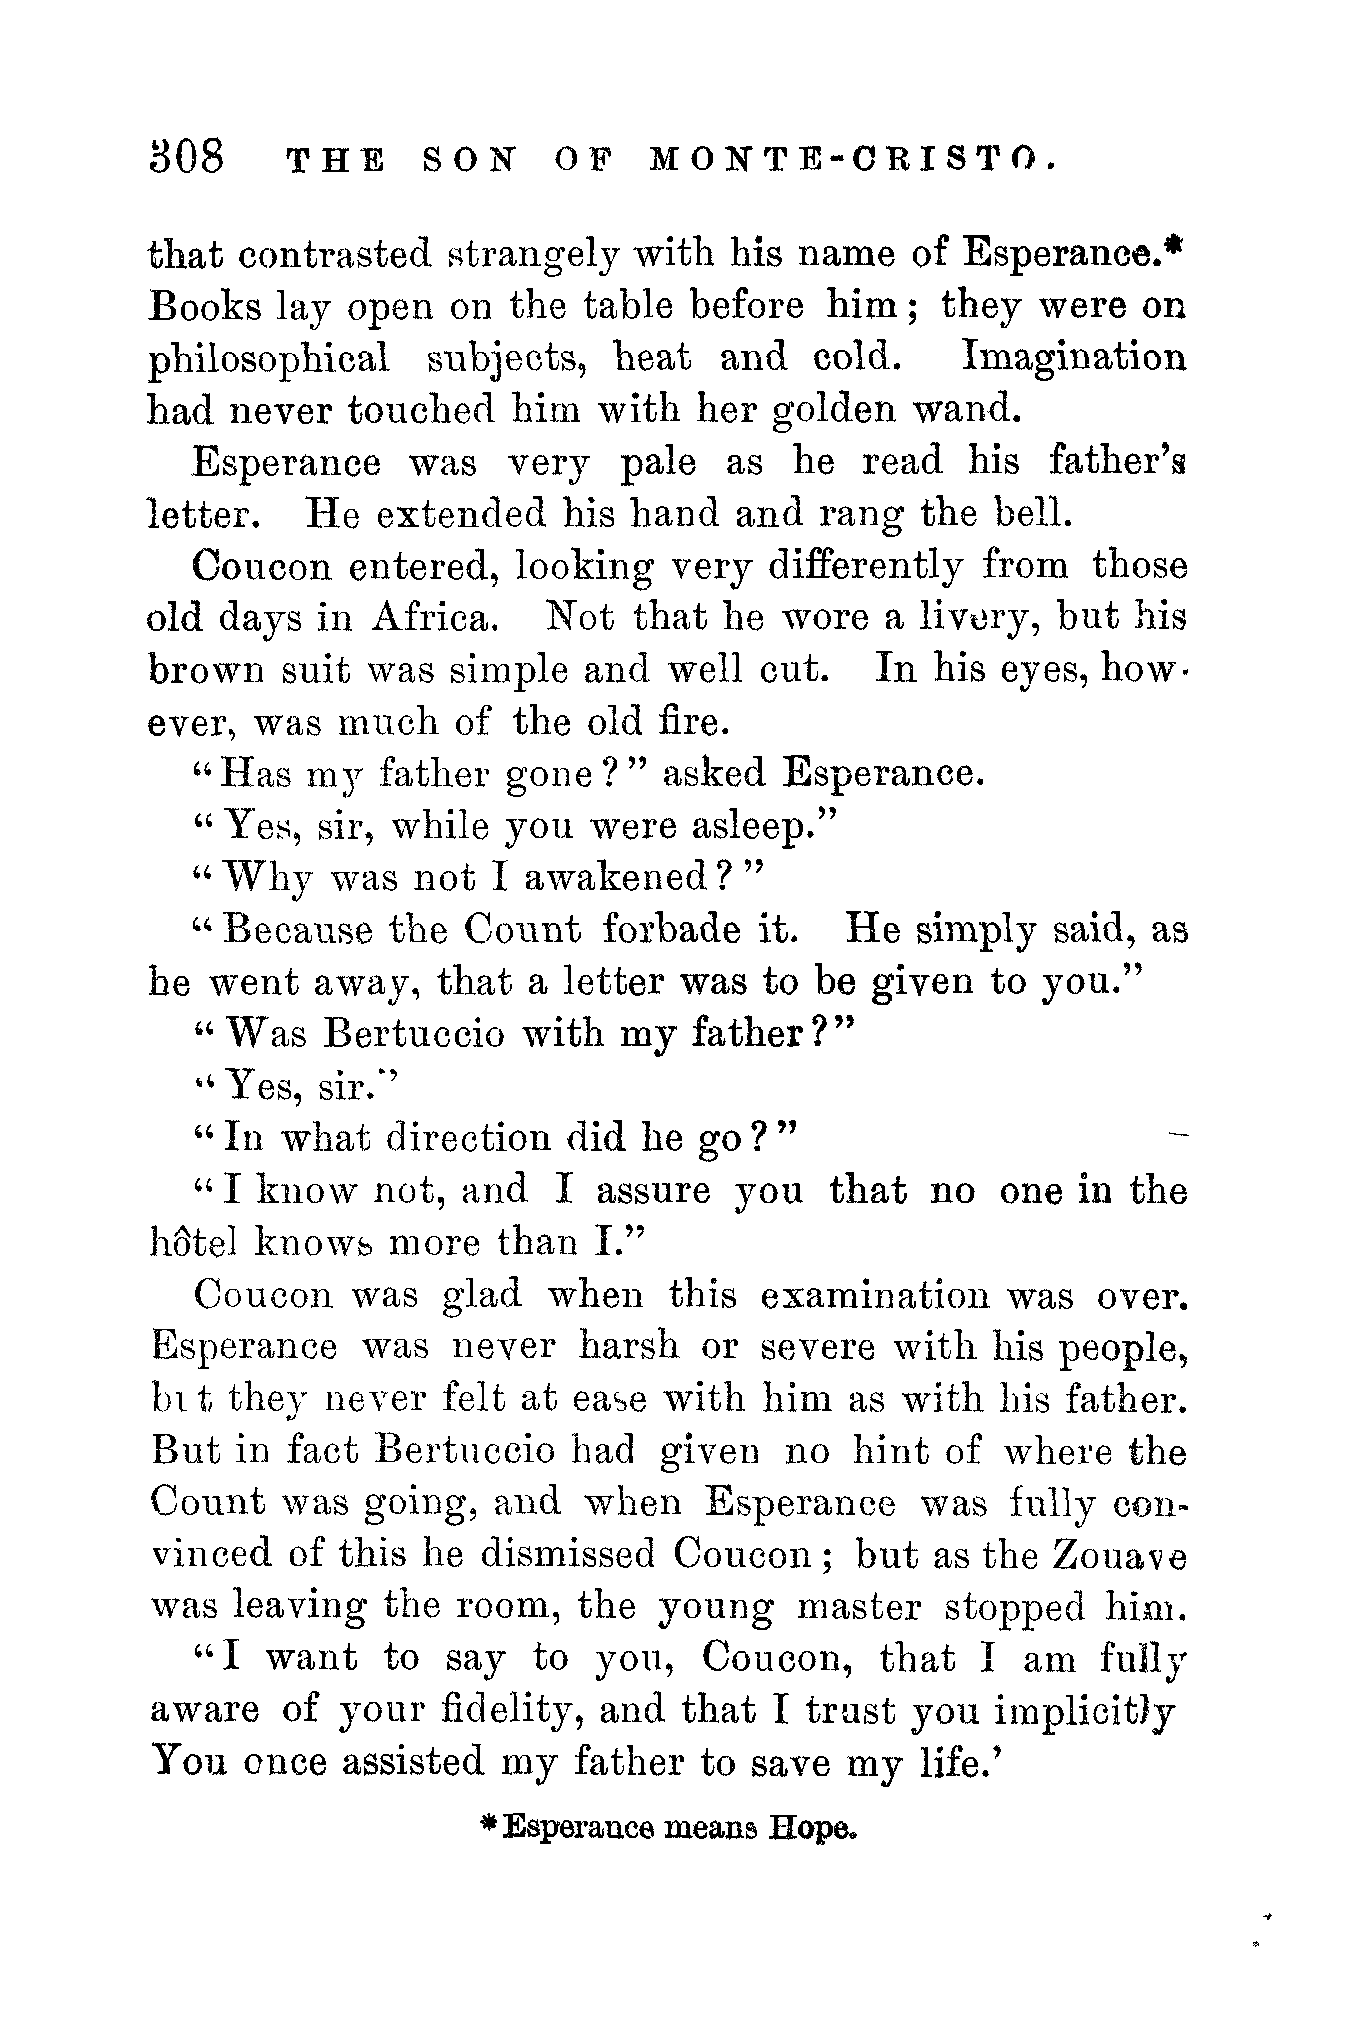 308 THE SON OF MONTE-CRISTO.
that contrasted strangely with his name of Esperance.*
Books lay open on the table before him; they were on
philosophical subjects, heat and cold. Imagination
had never touched him with her golden wand.
Esperance was very pale as he read his father's
letter. He extended his hand and rang the bell.
Coucon entered, looking very differently from those
old days in Africa. Not that he wore a livery, but his
brown suit was simple and well cut. In his eyes, how-
ever, was much of the old fire.
"Has my father gone?" asked Esperance.
"Yes, sir, while you were asleep."
"Why was not I awakened?"
"Because the Count forbade it. He simply said, as
he went away, that a letter was to be given to you."
"Was Bertuccio with my father?"
"Yes, sir."
"In what direction did he go?"
"I know not, and I assure you that no one in the
hôtel knows more than I."
Coucon was glad when this examination was over.
Esperance was never harsh or severe with his people,
but they never felt at ease with him as with his father.
But in fact Bertuccio had given no hint of where the
Count was going, and when Esperance was fully con-
vinced of this he dismissed Coucon; but as the Zouave
was leaving the room, the young master stopped him.
"I want to say to you, Coucon, that I am fully
aware of your fidelity, and that I trust you implicitly
You once assisted my father to save my life.'
*Esperance means Hope.